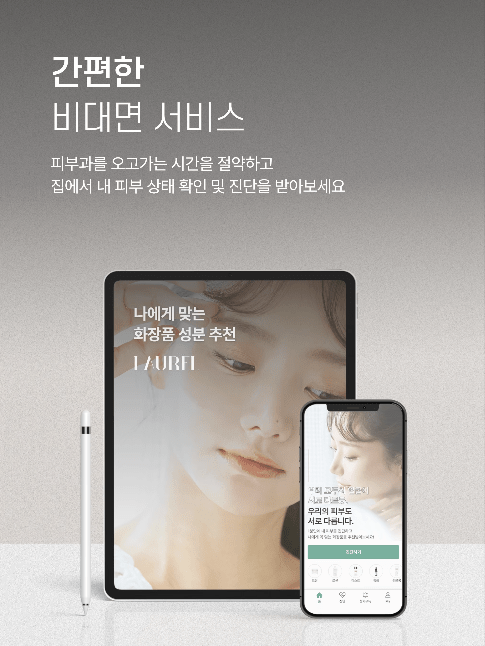 간편한
비대면 서비스
피부과를 오고가는 시간을 절약하고
집에서 내 피부 상태 확인 및 진단을 받아보세요
나에게 맞는
화장품 성분 추천
LAUREL
우리의 피부도
서로 다릅니다.